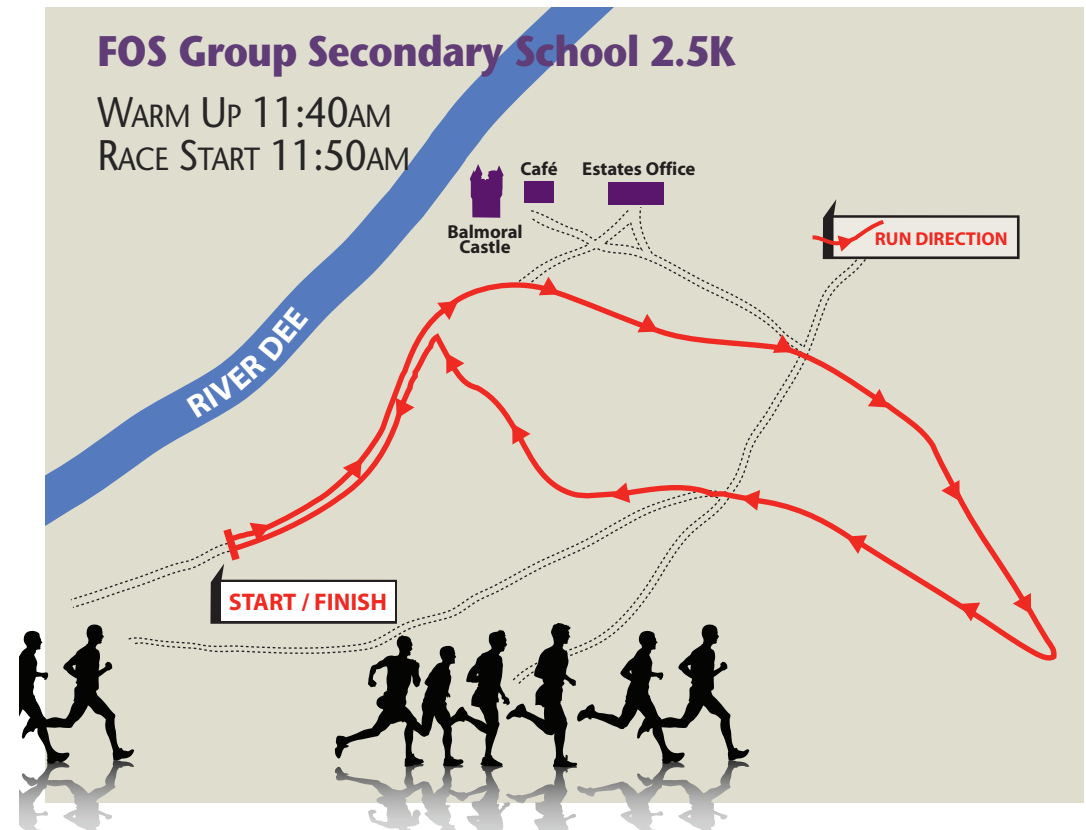 FOS Group Secondary School 2.5K
WARM UP 11:40AM
RACE START 11:50AM
Café
Estates Office
Balmoral
Castle
RUN DIRECTION
RIVER DEE
START / FINISH